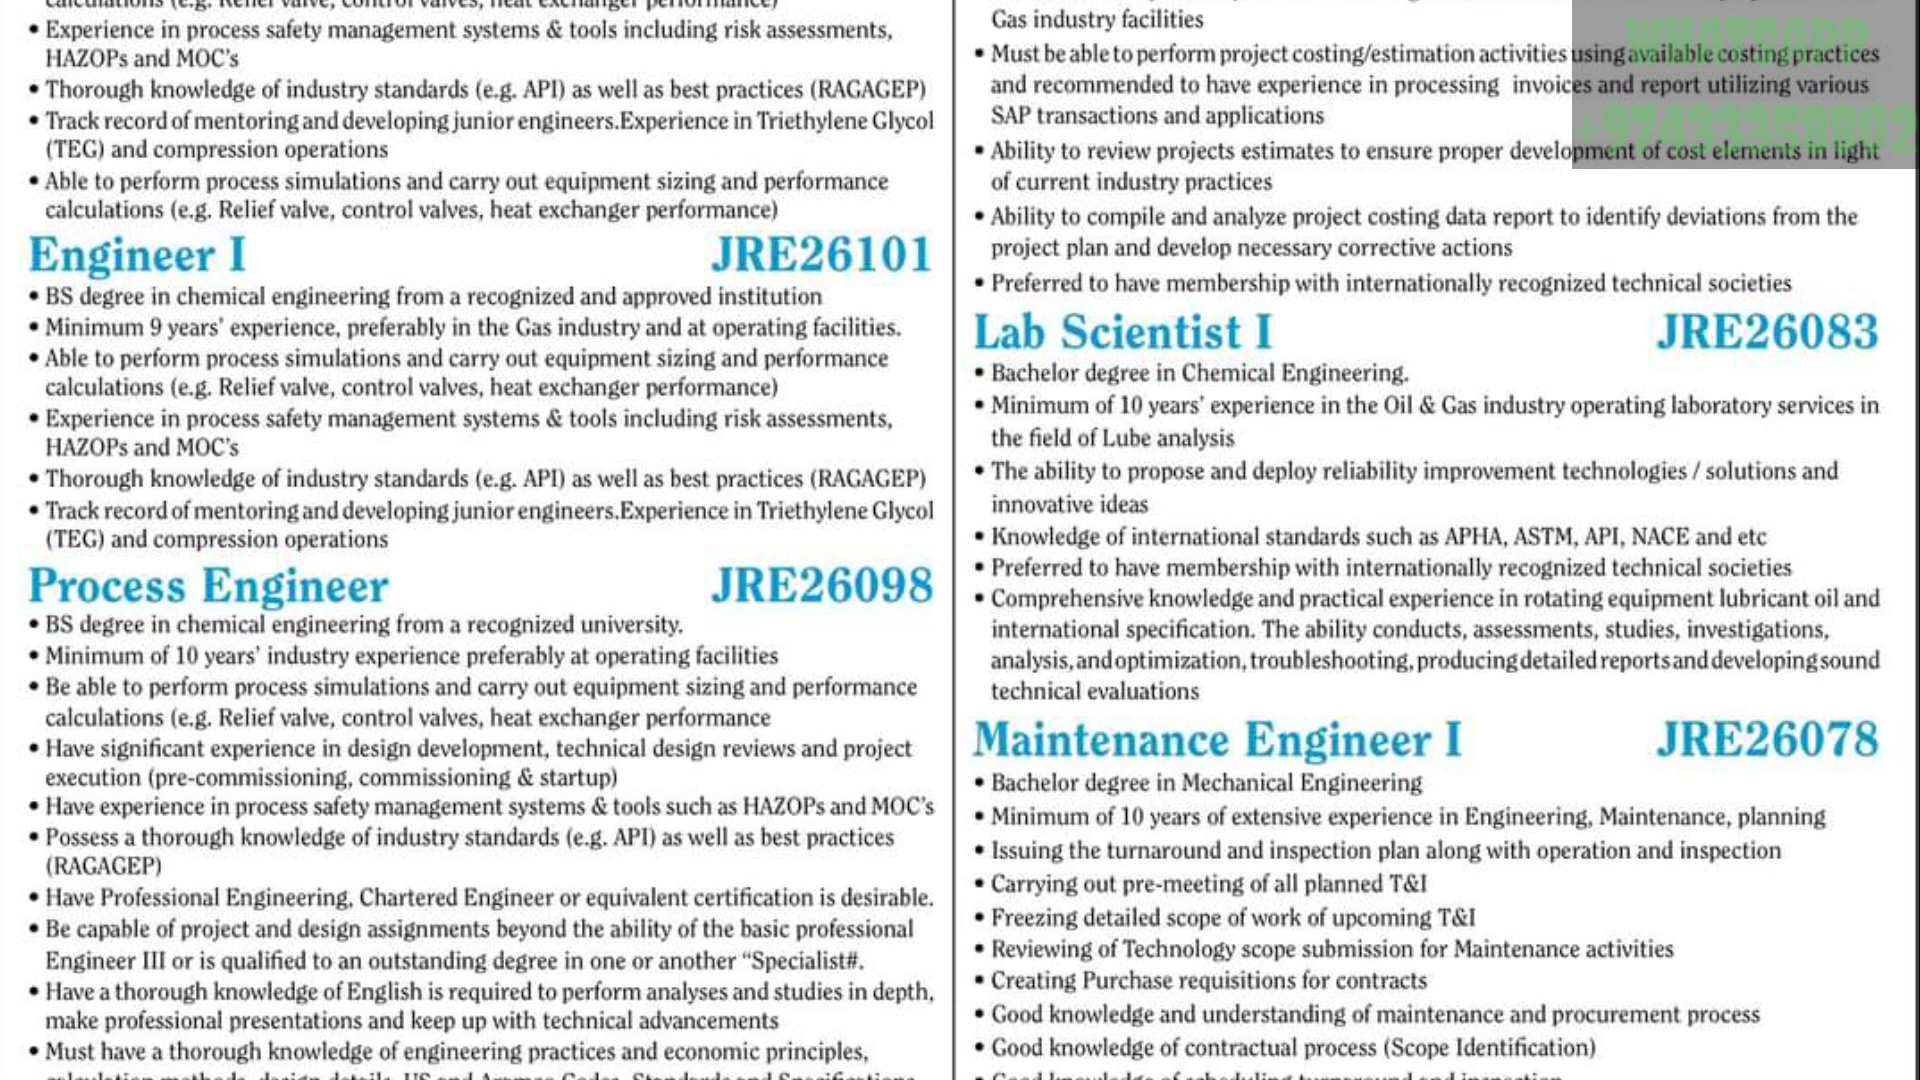 calculations (e.g. Relief valve, control valves, heat exchanger performance)
• Experience in process safety management systems & tools including risk assessments,
HAZOPs and MOC's
• Thorough knowledge of industry standards (e.g. API) as well as best practices (RAGAGEP)
• Track record of mentoring and developing junior engineers.Experience in Triethylene Glycol
(TEG) and compression operations
• Able to perform process simulations and carry out equipment sizing and performance
calculations (e.g. Relief valve, control valves, heat exchanger performance)
Engineer I JRE26101
• BS degree in chemical engineering from a recognized and approved institution
• Minimum 9 years' experience, preferably in the Gas industry and at operating facilities.
• Able to perform process simulations and carry out equipment sizing and performance
calculations (e.g. Relief valve, control valves, heat exchanger performance)
• Experience in process safety management systems & tools including risk assessments,
HAZOPs and MOC's
• Thorough knowledge of industry standards (e.g. API) as well as best practices (RAGAGEP)
• Track record of mentoring and developing junior engineers.Experience in Triethylene Glycol
(TEG) and compression operations
Process Engineer JRE26098
• BS degree in chemical engineering from a recognized university.
• Minimum of 10 years' industry experience preferably at operating facilities
• Be able to perform process simulations and carry out equipment sizing and performance
calculations (e.g. Relief valve, control valves, heat exchanger performance
• Have significant experience in design development, technical design reviews and project
execution (pre-commissioning, commissioning & startup)
• Have experience in process safety management systems & tools such as HAZOPs and MOC's
• Possess a thorough knowledge of industry standards (e.g. API) as well as best practices
(RAGAGEP)
• Have Professional Engineering, Chartered Engineer or equivalent certification is desirable.
• Be capable of project and design assignments beyond the ability of the basic professional
Engineer III or is qualified to an outstanding degree in one or another “Specialist#.
• Have a thorough knowledge of English is required to perform analyses and studies in depth,
make professional presentations and keep up with technical advancements
• Must have a thorough knowledge of engineering practices and economic principles,
calculation methods, design details, US and Aramco Codes, Standards and Specifications
Gas industry facilities
• Must be able to perform project costing/estimation activities using available costing practices
and recommended to have experience in processing invoices and report utilizing various
SAP transactions and applications
• Ability to review projects estimates to ensure proper development of cost elements in light
of current industry practices
• Ability to compile and analyze project costing data report to identify deviations from the
project plan and develop necessary corrective actions
• Preferred to have membership with internationally recognized technical societies
Lab Scientist I JRE26083
• Bachelor degree in Chemical Engineering.
• Minimum of 10 years' experience in the Oil & Gas industry operating laboratory services in
the field of Lube analysis
• The ability to propose and deploy reliability improvement technologies / solutions and
innovative ideas
• Knowledge of international standards such as APHA, ASTM, API, NACE and etc
• Preferred to have membership with internationally recognized technical societies
• Comprehensive knowledge and practical experience in rotating equipment lubricant oil and
international specification. The ability conducts, assessments, studies, investigations,
analysis, and optimization, troubleshooting, producing detailed reports and developing sound
technical evaluations
Maintenance Engineer I JRE26078
• Bachelor degree in Mechanical Engineering
• Minimum of 10 years of extensive experience in Engineering, Maintenance, planning
• Issuing the turnaround and inspection plan along with operation and inspection
• Carrying out pre-meeting of all planned T&I
• Freezing detailed scope of work of upcoming T&I
• Reviewing of Technology scope submission for Maintenance activities
• Creating Purchase requisitions for contracts
• Good knowledge and understanding of maintenance and procurement process
• Good knowledge of contractual process (Scope Identification)
• Good knowledge of scheduling turnaround and inspection
WHATSAPP